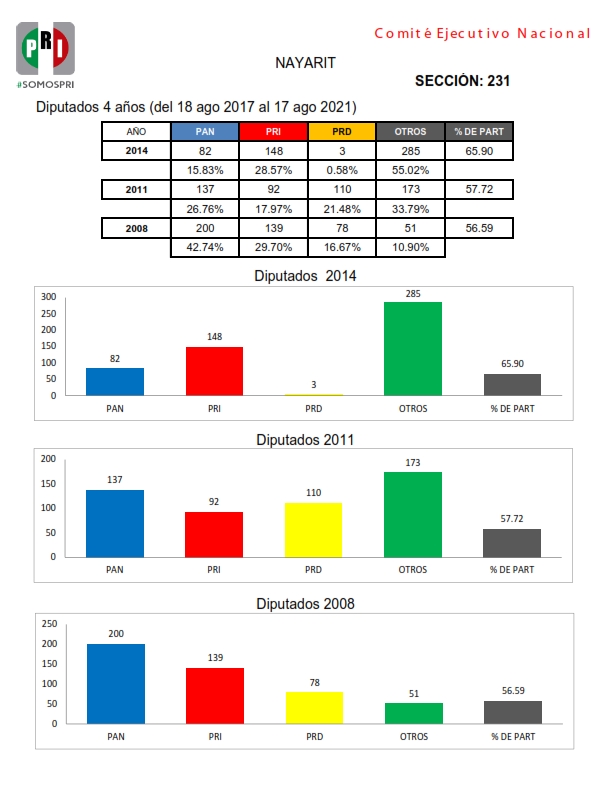 Comité Ejecutivo Nacional
PRI
#SOMOSPRI
NAYARIT
SECCIÓN: 231
Diputados 4 años (del 18 ago 2017 al 17 ago 2021)
AÑO PAN PRI PRD OTROS % DE PART
2014 82 148 3 285 65.90
15.83% 28.57% 0.58% 55.02%
2011 137 92 110 173 57.72
26.76% 17.97% 21.48% 33.79%
2008 200 139 78 51 56.59
42.74% 29.70% 16.67% 10.90%
Diputados 2014
300
250
200
150
100
50
0
82 148 3 285 65.90
PAN PRI PRD OTROS % DE PART
Diputados 2011
200
150
100
50
0
137 92 110 173 57.72
PAN PRI PRD OTROS % DE PART
Diputados 2008
250
200
150
100
50
0
200 139 78 51 56.59
PAN PRI PRD OTROS % DE PART